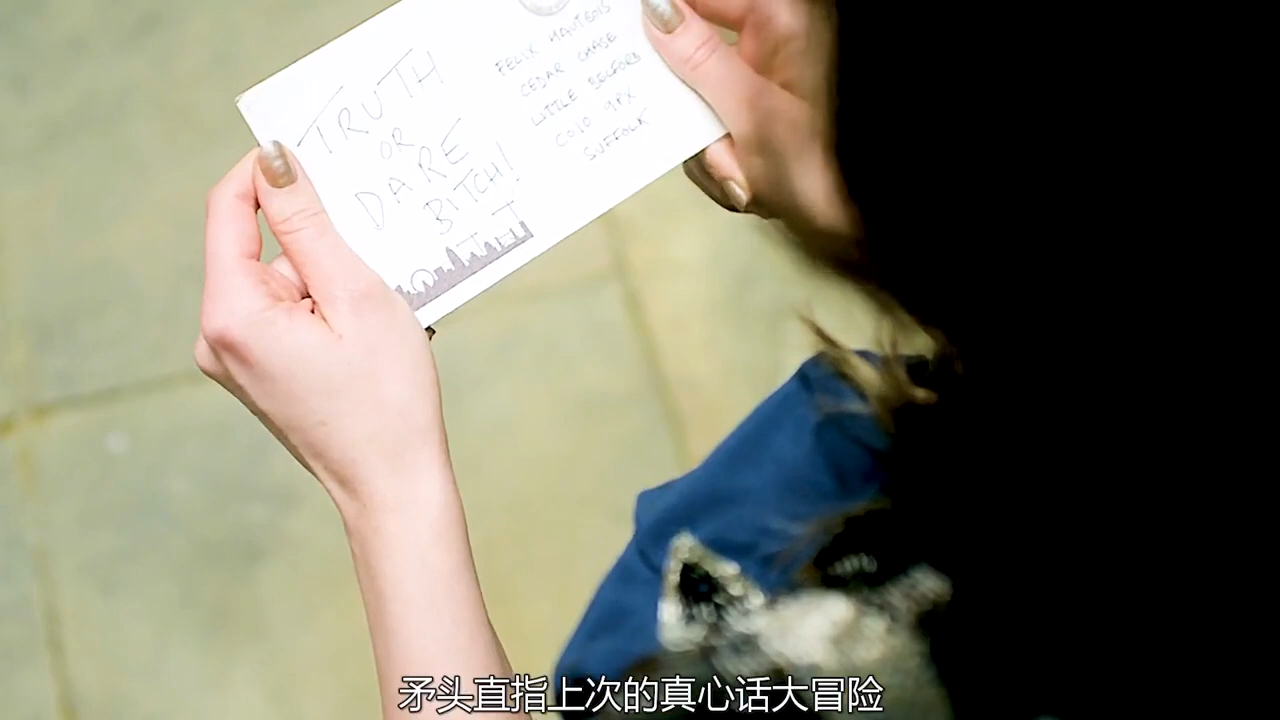 TRUTH
OR
DARE
BITCH!
FELIX HAUTBOIS
CEDAR CHASE
LITTLE BELFORD
CO10 9PX
SUFFOLK
矛头直指上次的真心话大冒险